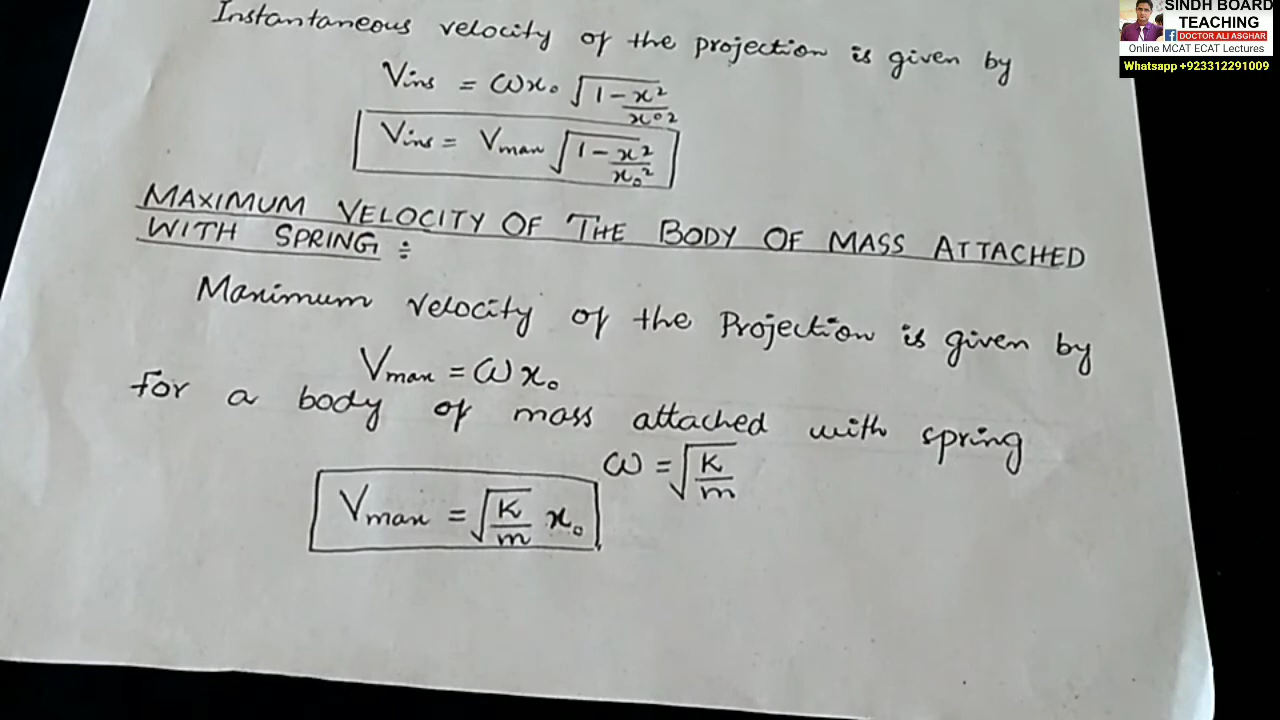 SINDH BOARD
TEACHING
DOCTOR ALI ASGHAR
Online MCAT ECAT Lectures
Whatsapp +923312291009
Instantaneous velocity of the projection is given by
Vins = ωx₀ √1-x²/x₀²
Vins = Vmax √1-x²/x₀²
MAXIMUM VELOCITY OF THE BODY OF MASS ATTACHED
WITH SPRING :
Maximum velocity of the Projection is given by
Vmax = ωx₀
for a body of mass attached with spring
ω = √K/m
Vmax = √K/m x₀